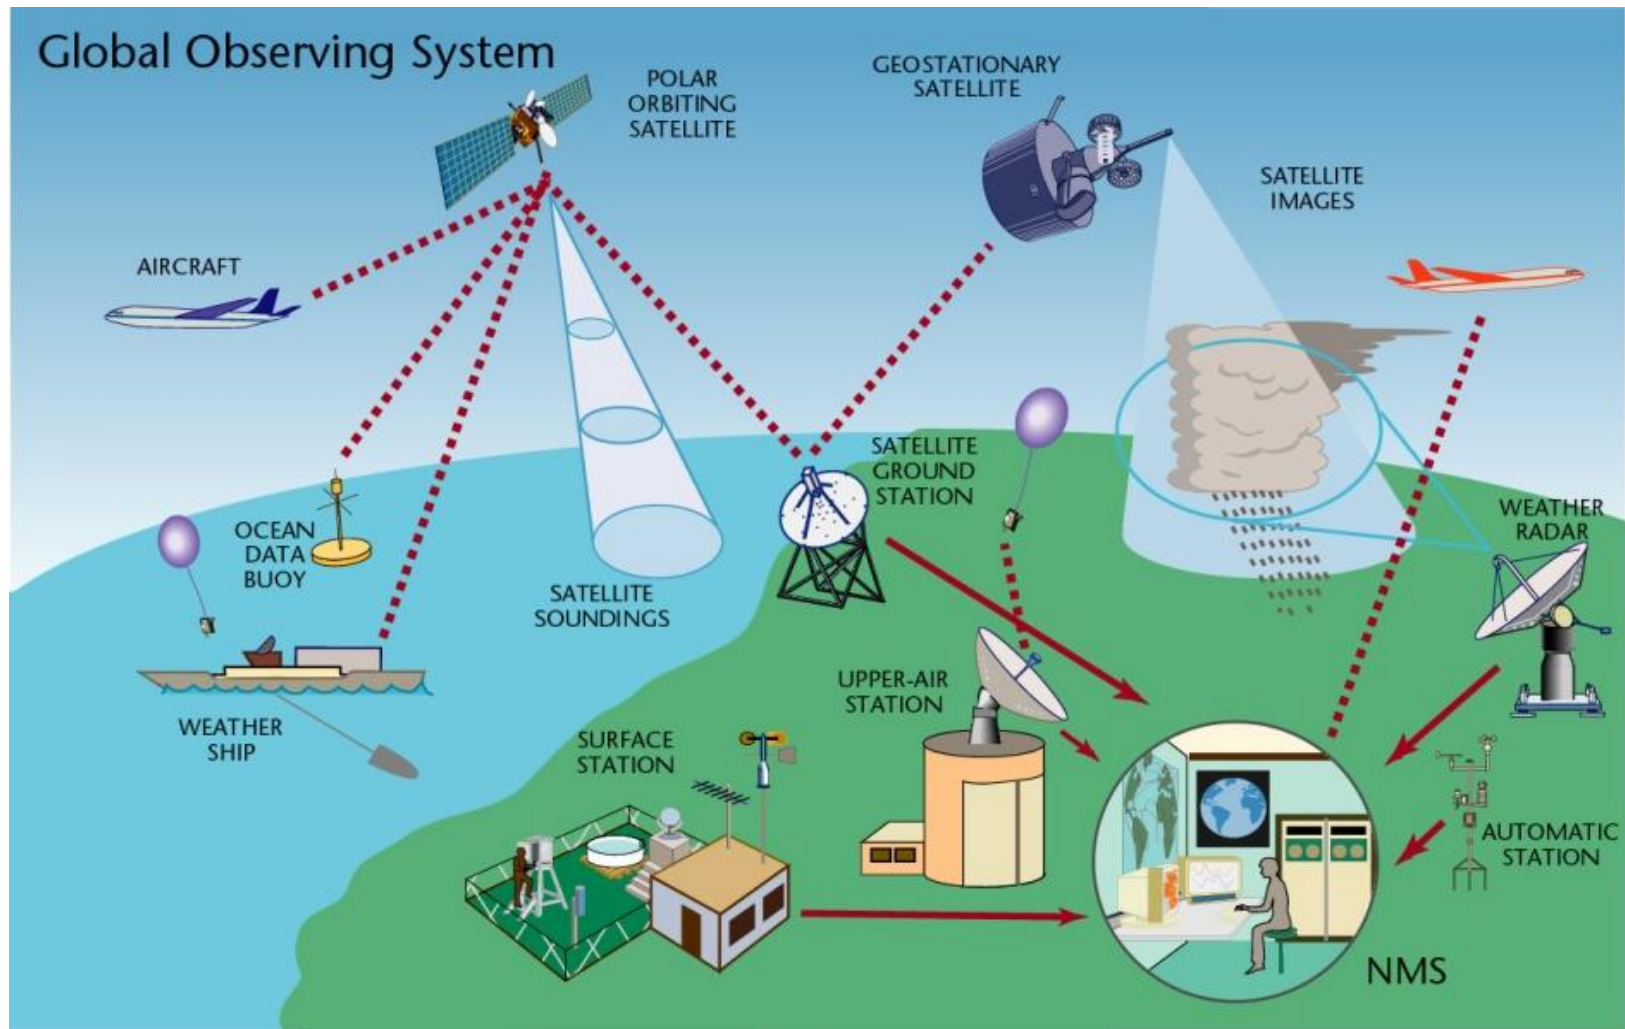 Global Observing System
POLAR
ORBITING
SATELLITE
GEOSTATIONARY
SATELLITE
SATELLITE
IMAGES
AIRCRAFT
SATELLITE
GROUND
STATION
OCEAN
DATA
BUOY
WEATHER
RADAR
SATELLITE
SOUNDINGS
UPPER-AIR
STATION
WEATHER
SHIP
SURFACE
STATION
AUTOMATIC
STATION
NMS